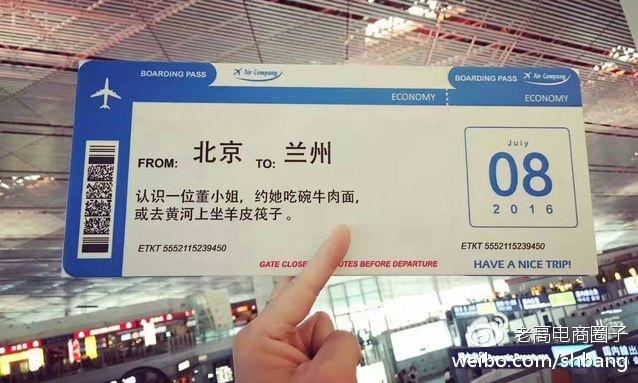 BOARDING PASS
Air Company
ECONOMY
BOARDING PASS
Air Company
ECONOMY
FROM: 北京 TO: 兰州
认识一位董小姐，约她吃碗牛肉面，
或去黄河上坐羊皮筏子。
ETKT 5552115239450
July
08
2016
ETKT 5552115239450
GATE CLOSE UTES BEFORE DEPARTURE
HAVE A NICE TRIP!
老高电商圈子
weibo.com/shbang